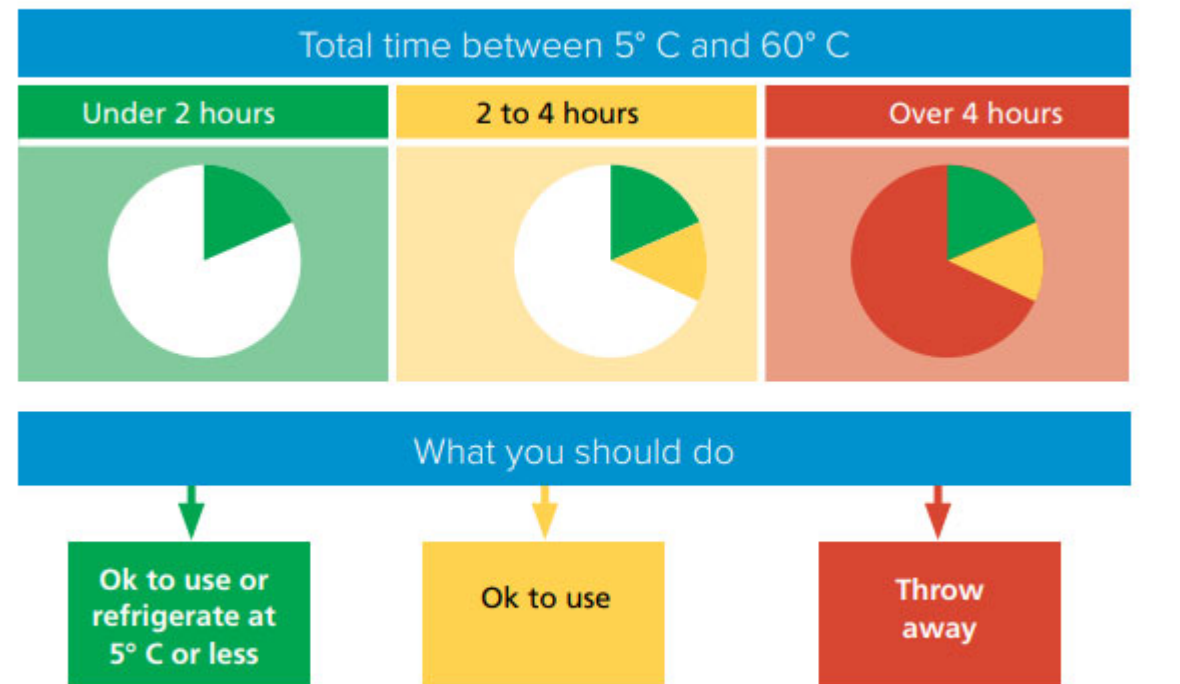 Total time between 5° C and 60° C
Under 2 hours
2 to 4 hours
Over 4 hours
What you should do
Ok to use or
refrigerate at
5° C or less
Ok to use
Throw
away